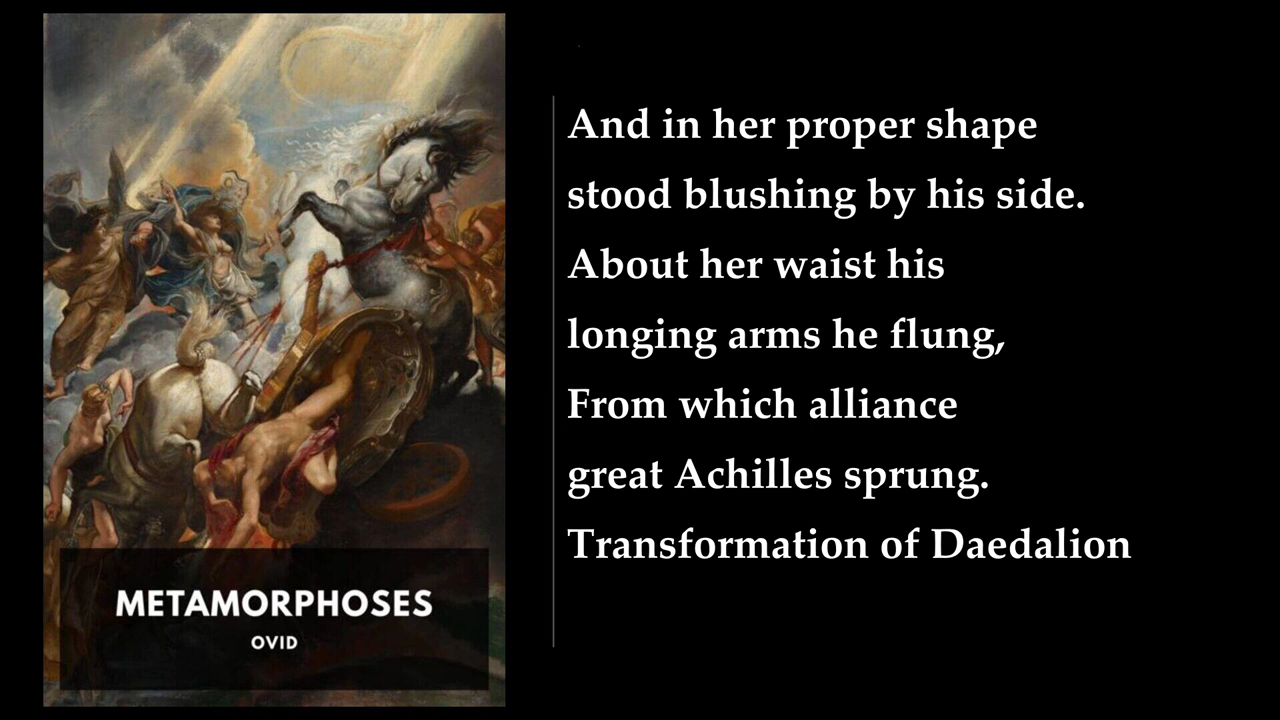 METAMORPHOSES
OVID
And in her proper shape
stood blushing by his side.
About her waist his
longing arms he flung,
From which alliance
great Achilles sprung.
Transformation of Daedalion